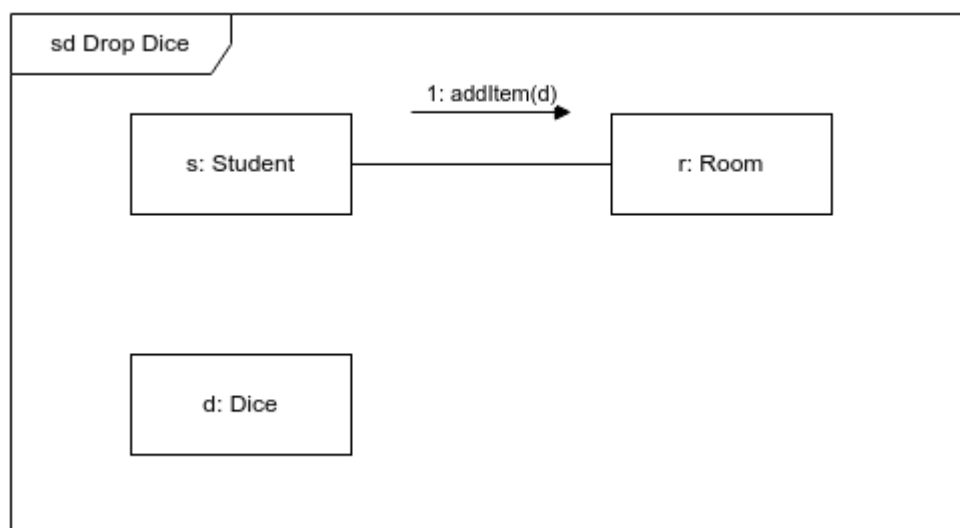 sd Drop Dice
1: addItem(d)
s: Student
r: Room
d: Dice